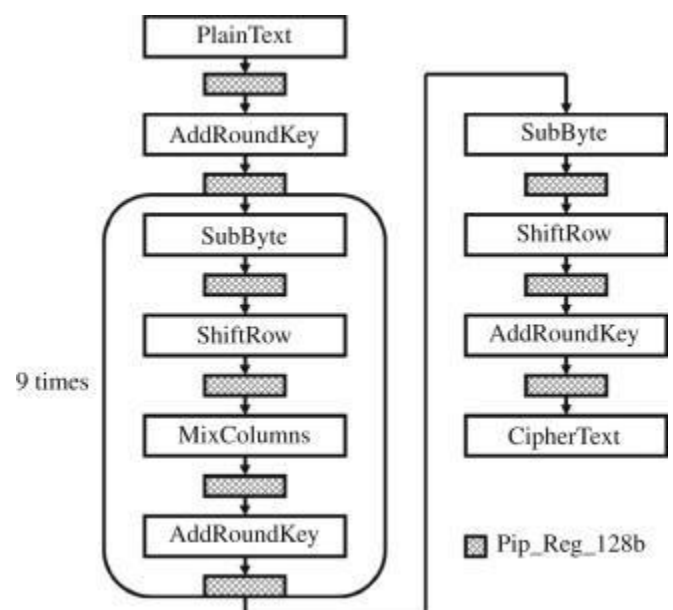 PlainText
AddRoundKey
SubByte
ShiftRow
9 times
MixColumns
AddRoundKey
SubByte
ShiftRow
AddRoundKey
CipherText
Pip_Reg_128b